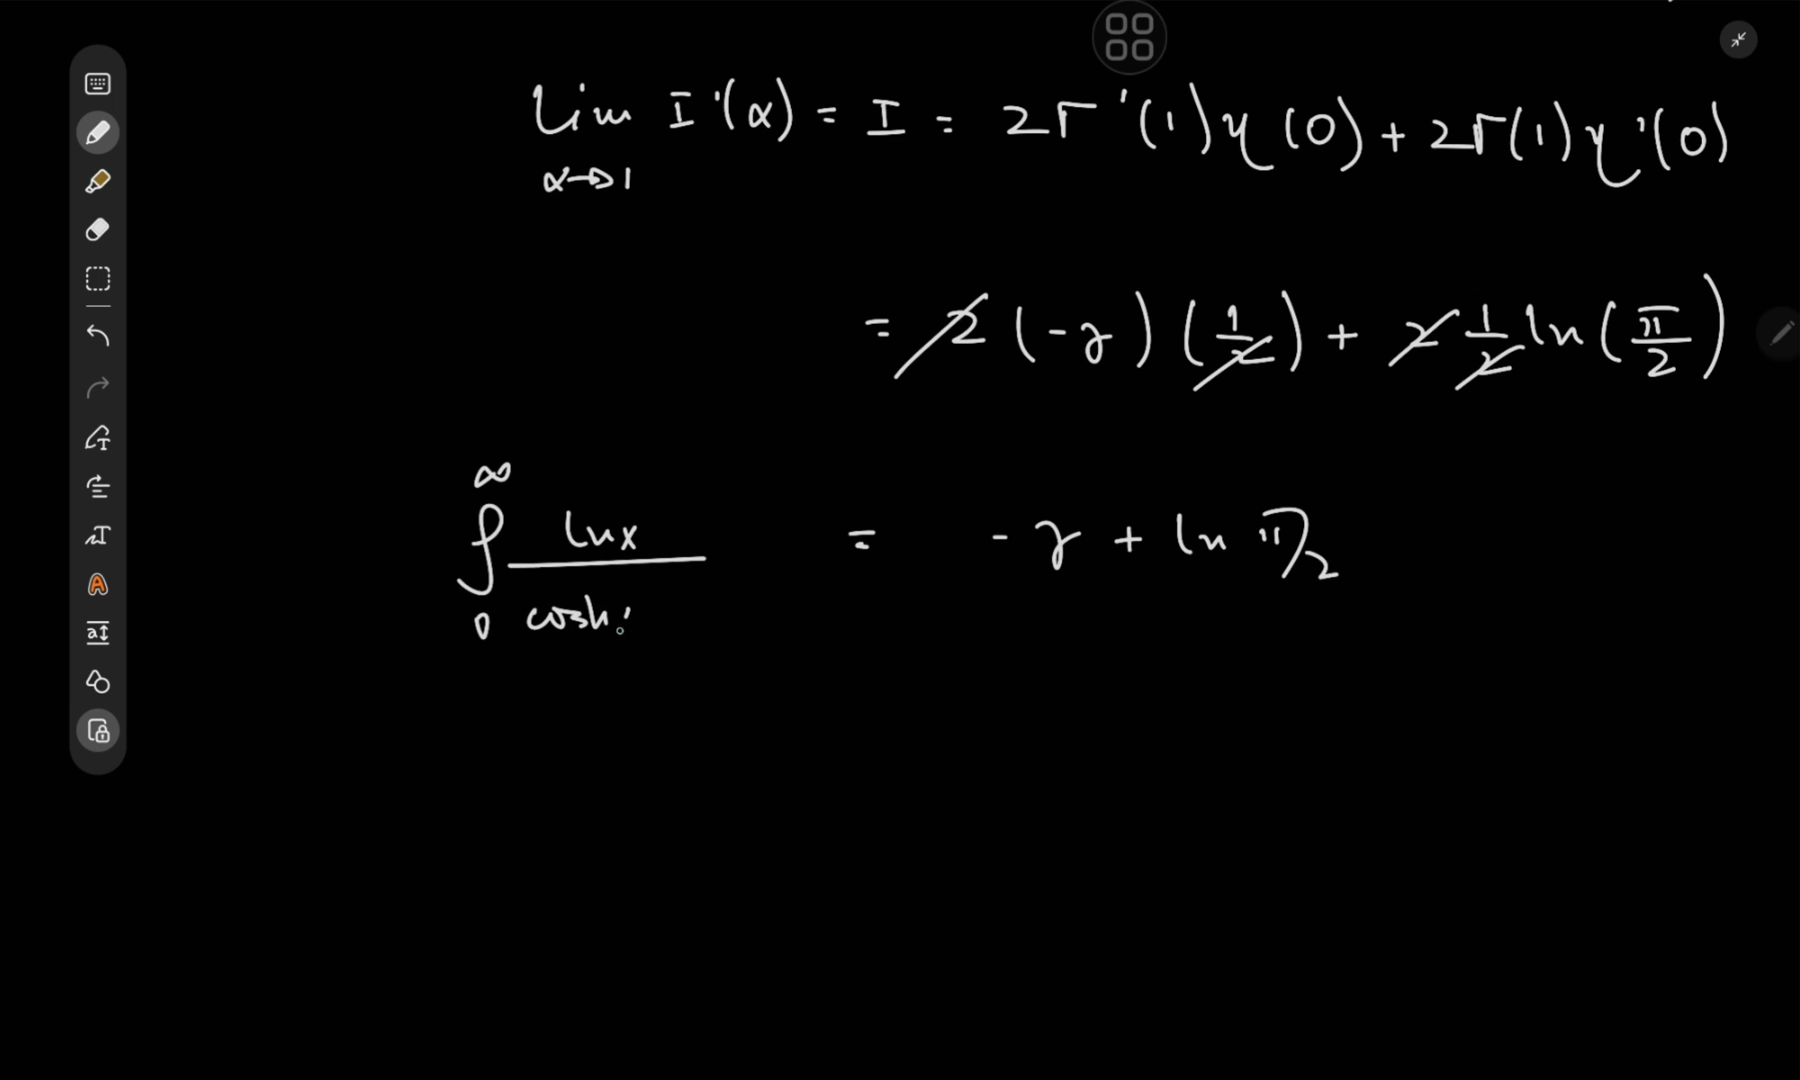 lim I'(α) = I = 2Γ'(1)η(0) + 2Γ(1)η'(0)
α→1
= 2(-γ)(1/2) + 2 1/2 ln(π/2)
∫₀^∞ ln x / cosh = -γ + ln π/2